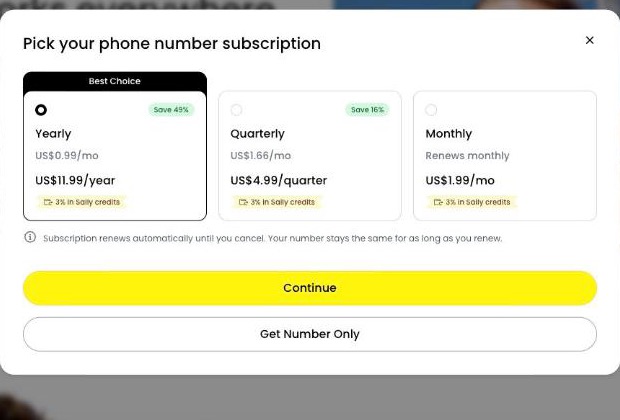 Pick your phone number subscription
Best Choice
Save 49%
Yearly
US$0.99/mo
US$11.99/year
3% in Saily credits
Save 16%
Quarterly
US$1.66/mo
US$4.99/quarter
3% in Saily credits
Monthly
Renews monthly
US$1.99/mo
3% in Saily credits
Subscription renews automatically until you cancel. Your number stays the same for as long as you renew.
Continue
Get Number Only